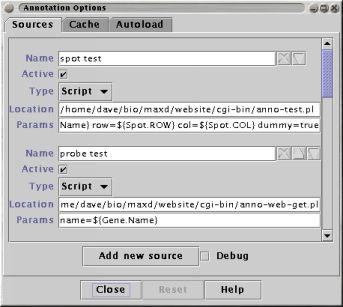 Annotation Options
Sources Cache Autoload
Name spot test
Active
Type Script
Location /home/dave/bio/maxd/website/cgi-bin/anno-test.pl
Params Name} row=${Spot.ROW} col=${Spot.COL} dummy=true
Name probe test
Active
Type Script
Location me/dave/bio/maxd/website/cgi-bin/anno-web-get.pl
Params name=${Gene.Name}
Add new source Debug
Close Reset Help